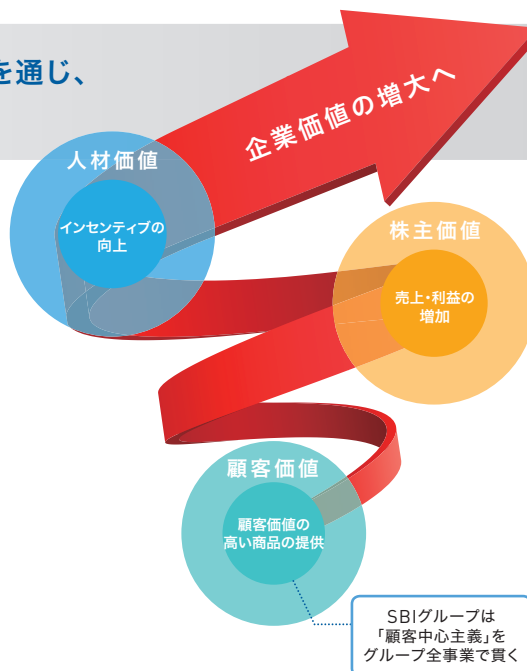 を通じ、
企業価値の増大へ
人材価値
インセンティブの
向上
株主価値
売上・利益の
増加
顧客価値
顧客価値の
高い商品の提供
SBIグループは
「顧客中心主義」を
グループ全事業で貫く